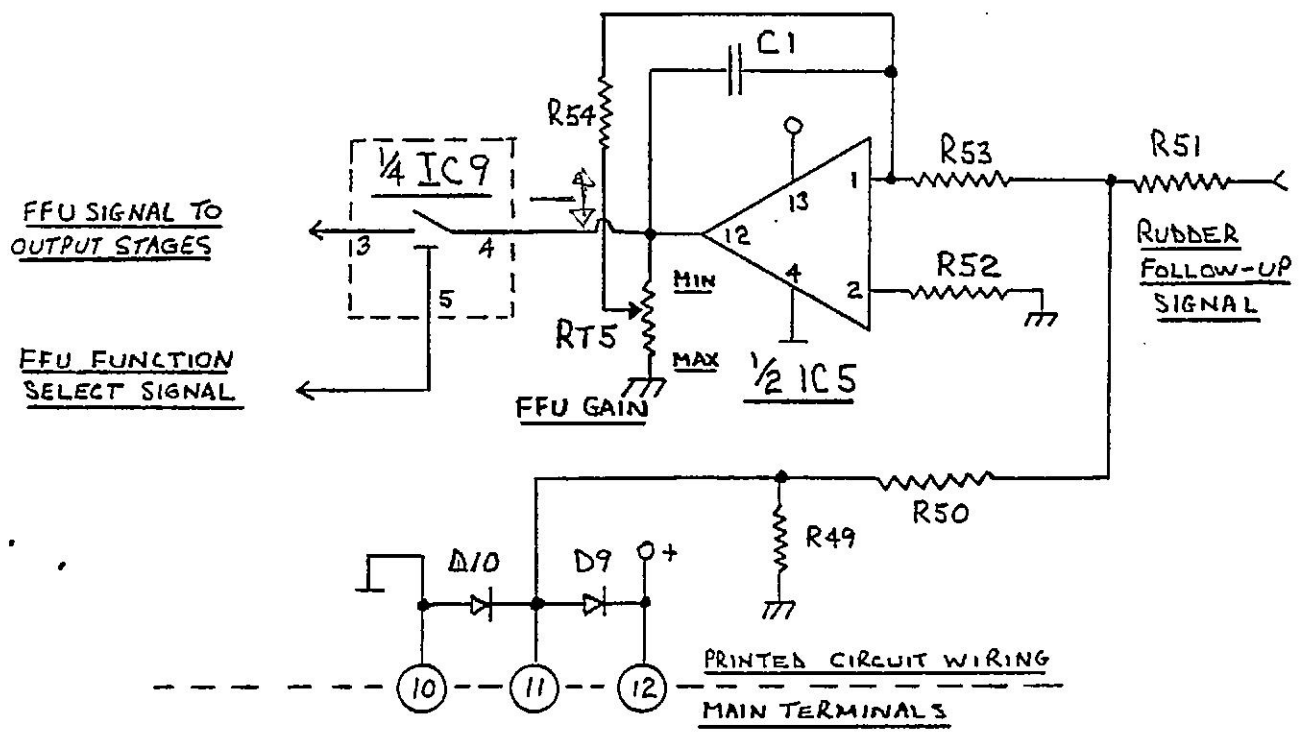 C1
R54
R53
R51
¼ IC9
1
13
FFU SIGNAL TO
OUTPUT STAGES
3
4
12
RUDDER
FOLLOW-UP
SIGNAL
MIN
4
2
R52
5
RT5
MAX
½ IC5
FFU FUNCTION
SELECT SIGNAL
FFU GAIN
R50
R49
D10
D9
+
PRINTED CIRCUIT WIRING
10
11
12
MAIN TERMINALS